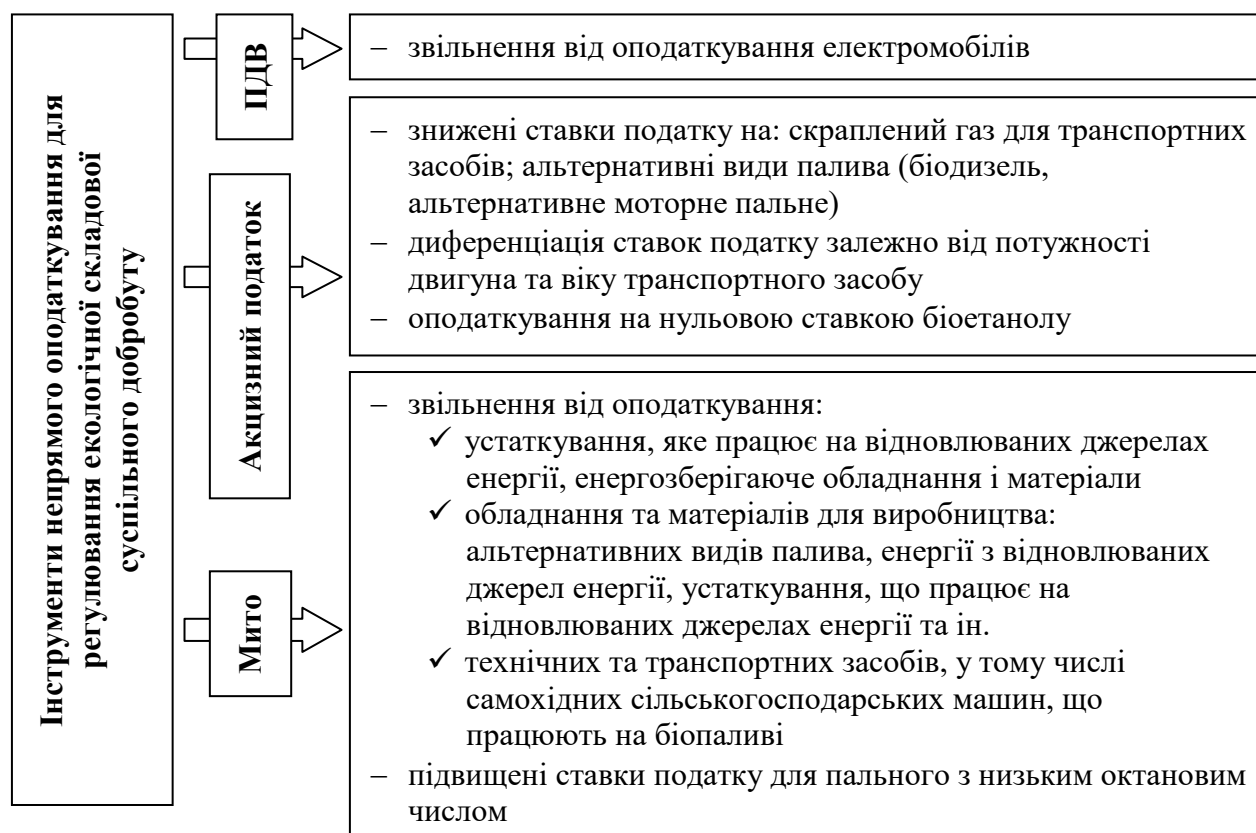 Інструменти непрямого оподаткування для
регулювання екологічної складової
суспільного добробуту
ПДВ
– звільнення від оподаткування електромобілів
Акцизний податок
– знижені ставки податку на: скраплений газ для транспортних
засобів; альтернативні види палива (біодизель,
альтернативне моторне пальне)
– диференціація ставок податку залежно від потужності
двигуна та віку транспортного засобу
– оподаткування на нульовою ставкою біоетанолу
Мито
– звільнення від оподаткування:
✓ устаткування, яке працює на відновлюваних джерелах
енергії, енергозберігаюче обладнання і матеріали
✓ обладнання та матеріалів для виробництва:
альтернативних видів палива, енергії з відновлюваних
джерел енергії, устаткування, що працює на
відновлюваних джерелах енергії та ін.
✓ технічних та транспортних засобів, у тому числі
самохідних сільськогосподарських машин, що
працюють на біопаливі
– підвищені ставки податку для пального з низьким октановим
числом